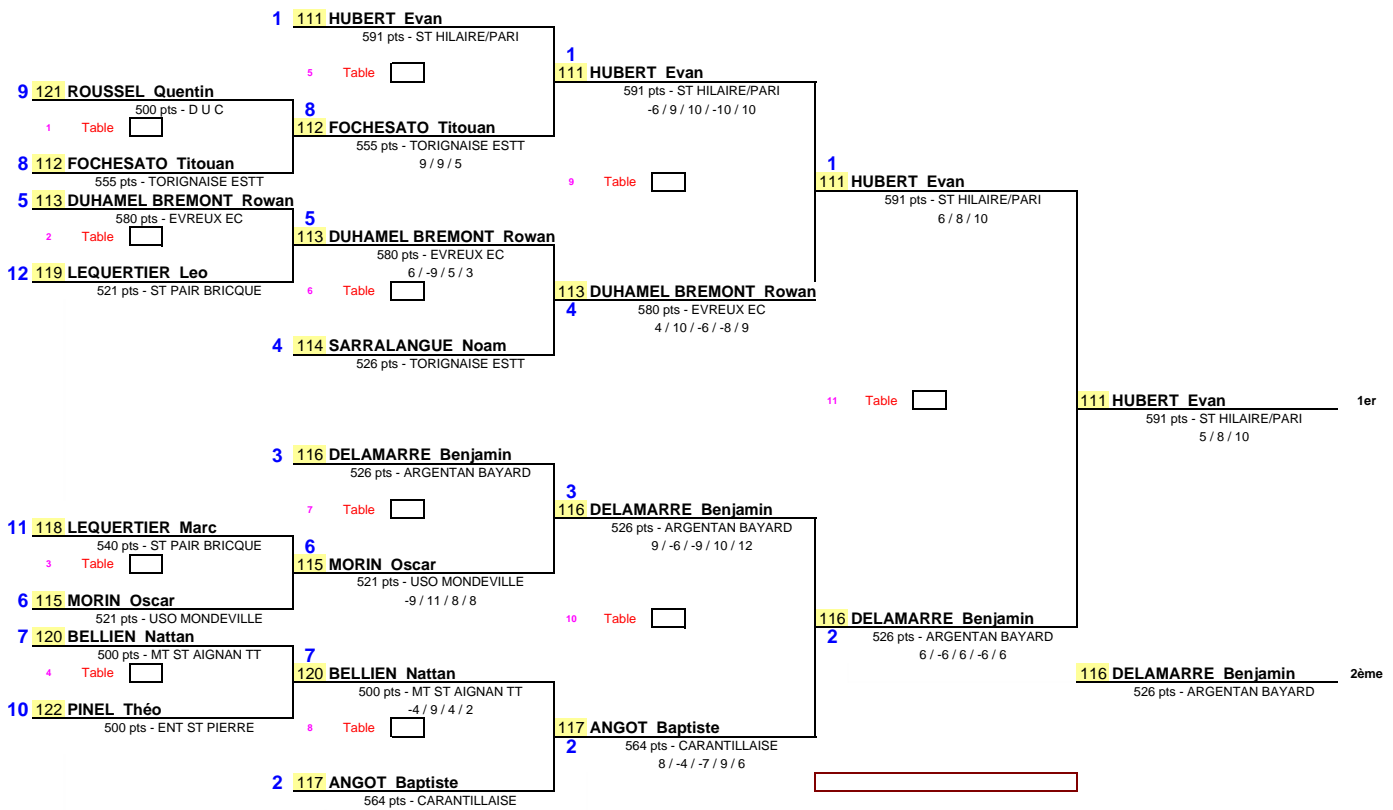 1 111 HUBERT Evan
591 pts - ST HILAIRE/PARI
5 Table
9 121 ROUSSEL Quentin
500 pts - D U C
1 Table
8
112 FOCHESATO Titouan
555 pts - TORIGNAISE ESTT
9 / 9 / 5
8 112 FOCHESATO Titouan
555 pts - TORIGNAISE ESTT
1
111 HUBERT Evan
591 pts - ST HILAIRE/PARI
-6 / 9 / 10 / -10 / 10
9 Table
5 113 DUHAMEL BREMONT Rowan
580 pts - EVREUX EC
2 Table
5
113 DUHAMEL BREMONT Rowan
580 pts - EVREUX EC
6 / -9 / 5 / 3
12 119 LEQUERTIER Leo
521 pts - ST PAIR BRICQUE
6 Table
113 DUHAMEL BREMONT Rowan
4
580 pts - EVREUX EC
4 / 10 / -6 / -8 / 9
4 114 SARRALANGUE Noam
526 pts - TORIGNAISE ESTT
1
111 HUBERT Evan
591 pts - ST HILAIRE/PARI
6 / 8 / 10
11 Table
111 HUBERT Evan 1er
591 pts - ST HILAIRE/PARI
5 / 8 / 10
3 116 DELAMARRE Benjamin
526 pts - ARGENTAN BAYARD
7 Table
3
116 DELAMARRE Benjamin
526 pts - ARGENTAN BAYARD
9 / -6 / -9 / 10 / 12
11 118 LEQUERTIER Marc
540 pts - ST PAIR BRICQUE
3 Table
6
115 MORIN Oscar
521 pts - USO MONDEVILLE
-9 / 11 / 8 / 8
6 115 MORIN Oscar
521 pts - USO MONDEVILLE
10 Table
116 DELAMARRE Benjamin
2
526 pts - ARGENTAN BAYARD
6 / -6 / 6 / -6 / 6
7 120 BELLIEN Nattan
500 pts - MT ST AIGNAN TT
4 Table
7
120 BELLIEN Nattan
500 pts - MT ST AIGNAN TT
-4 / 9 / 4 / 2
116 DELAMARRE Benjamin 2ème
526 pts - ARGENTAN BAYARD
10 122 PINEL Théo
500 pts - ENT ST PIERRE
8 Table
117 ANGOT Baptiste
2
564 pts - CARANTILLAISE
8 / -4 / -7 / 9 / 6
2 117 ANGOT Baptiste
564 pts - CARANTILLAISE